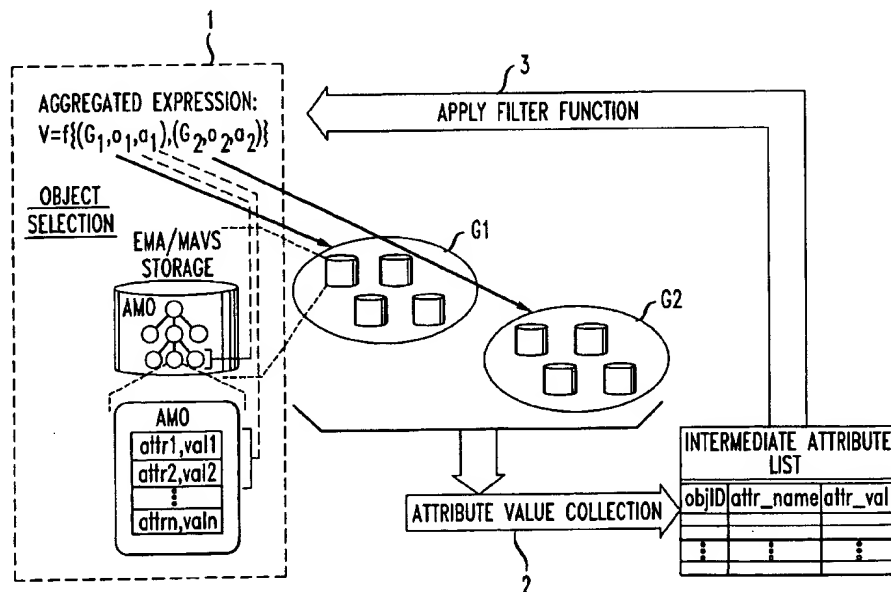 1
AGGREGATED EXPRESSION:
V=f{(G1,o1,a1),(G2,o2,a2)}
OBJECT
SELECTION
EMA/MAVS
STORAGE
AMO
AMO
attr1,val1
attr2,val2
attrn,valn
3
APPLY FILTER FUNCTION
G1
G2
ATTRIBUTE VALUE COLLECTION
2
INTERMEDIATE ATTRIBUTE
LIST
objID attr_name attr_val